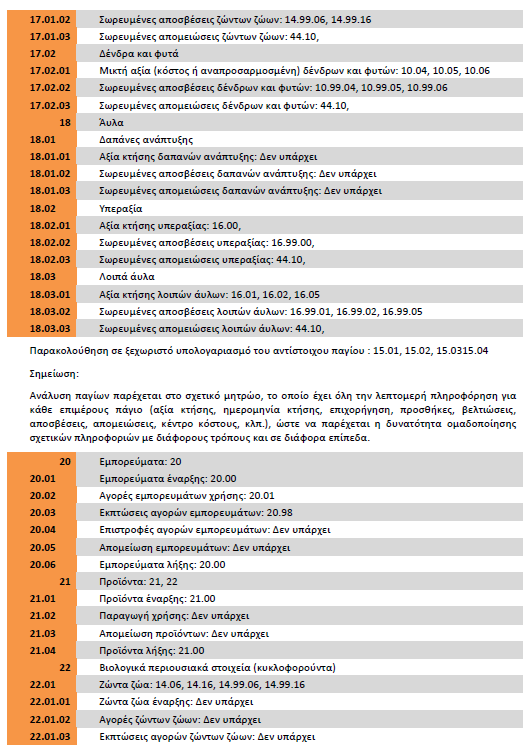 17.01.02 Σωρευμένες αποσβέσεις ζώντων ζώων: 14.99.06, 14.99.16
17.01.03 Σωρευμένες απομειώσεις ζώντων ζώων: 44.10,
17.02 Δένδρα και φυτά
17.02.01 Μικτή αξία (κόστος ή αναπροσαρμοσμένη) δένδρων και φυτών: 10.04, 10.05, 10.06
17.02.02 Σωρευμένες αποσβέσεις δένδρων και φυτών: 10.99.04, 10.99.05, 10.99.06
17.02.03 Σωρευμένες απομειώσεις δένδρων και φυτών: 44.10,
18 Άυλα
18.01 Δαπάνες ανάπτυξης
18.01.01 Αξία κτήσης δαπανών ανάπτυξης: Δεν υπάρχει
18.01.02 Σωρευμένες αποσβέσεις δαπανών ανάπτυξης: Δεν υπάρχει
18.01.03 Σωρευμένες απομειώσεις δαπανών ανάπτυξης: Δεν υπάρχει
18.02 Υπεραξία
18.02.01 Αξία κτήσης υπεραξίας: 16.00,
18.02.02 Σωρευμένες αποσβέσεις υπεραξίας: 16.99.00,
18.02.03 Σωρευμένες απομειώσεις υπεραξίας: 44.10,
18.03 Λοιπά άυλα
18.03.01 Αξία κτήσης λοιπών άυλων: 16.01, 16.02, 16.05
18.03.02 Σωρευμένες αποσβέσεις λοιπών άυλων: 16.99.01, 16.99.02, 16.99.05
18.03.03 Σωρευμένες απομειώσεις λοιπών άυλων: 44.10,
Παρακολούθηση σε ξεχωριστό υπολογαριασμό του αντίστοιχου παγίου : 15.01, 15.02, 15.0315.04
Σημείωση:
Ανάλυση παγίων παρέχεται στο σχετικό μητρώο, το οποίο έχει όλη την λεπτομερή πληροφόρηση για
κάθε επιμέρους πάγιο (αξία κτήσης, ημερομηνία κτήσης, επιχορήγηση, προσθήκες, βελτιώσεις,
αποσβέσεις, απομειώσεις, κέντρο κόστους, κλπ.), ώστε να παρέχεται η δυνατότητα ομαδοποίησης
σχετικών πληροφοριών με διάφορους τρόπους και σε διάφορα επίπεδα.
20 Εμπορεύματα: 20
20.01 Εμπορεύματα έναρξης: 20.00
20.02 Αγορές εμπορευμάτων χρήσης: 20.01
20.03 Εκπτώσεις αγορών εμπορευμάτων: 20.98
20.04 Επιστροφές αγορών εμπορευμάτων: Δεν υπάρχει
20.05 Απομείωση εμπορευμάτων: Δεν υπάρχει
20.06 Εμπορεύματα λήξης: 20.00
21 Προϊόντα: 21, 22
21.01 Προϊόντα έναρξης: 21.00
21.02 Παραγωγή χρήσης: Δεν υπάρχει
21.03 Απομείωση προϊόντων: Δεν υπάρχει
21.04 Προϊόντα λήξης: 21.00
22 Βιολογικά περιουσιακά στοιχεία (κυκλοφορούντα)
22.01 Ζώντα ζώα: 14.06, 14.16, 14.99.06, 14.99.16
22.01.01 Ζώντα ζώα έναρξης: Δεν υπάρχει
22.01.02 Αγορές ζώντων ζώων: Δεν υπάρχει
22.01.03 Εκπτώσεις αγορών ζώντων ζώων: Δεν υπάρχει